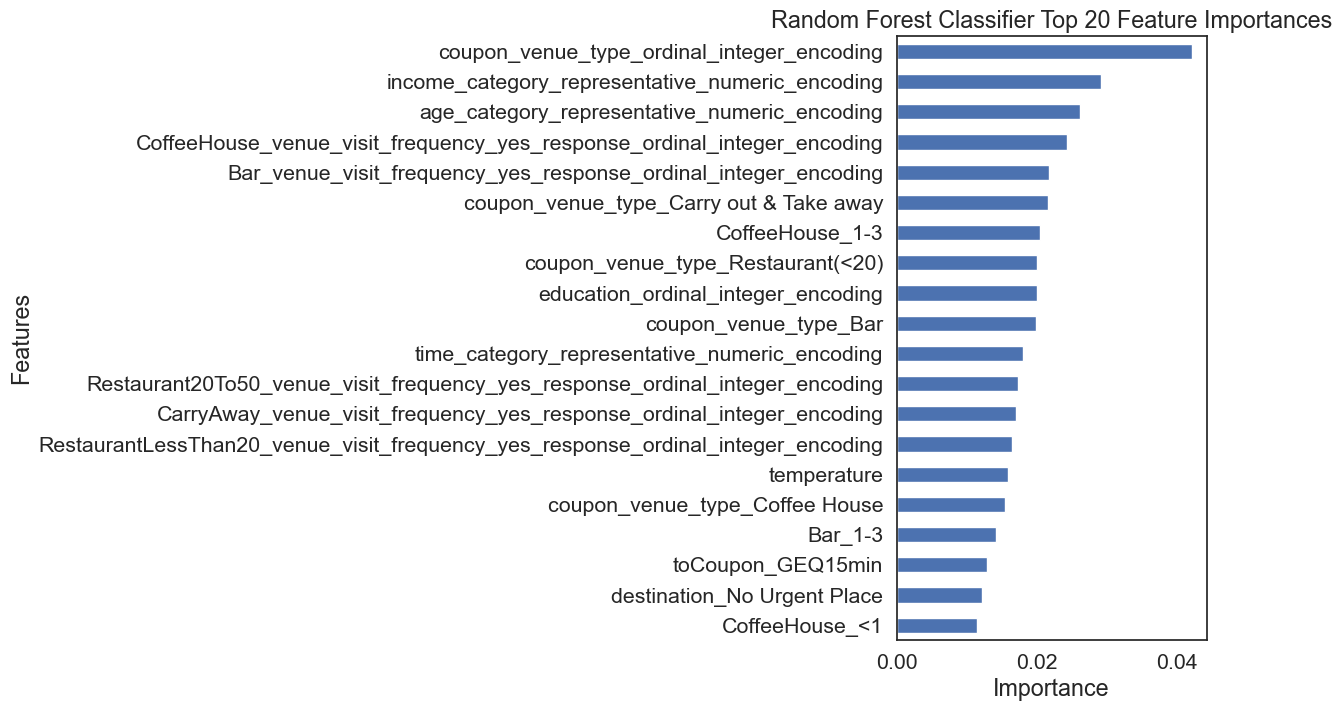 Random Forest Classifier Top 20 Feature Importances
coupon_venue_type_ordinal_integer_encoding
income_category_representative_numeric_encoding
age_category_representative_numeric_encoding
CoffeeHouse_venue_visit_frequency_yes_response_ordinal_integer_encoding
Bar_venue_visit_frequency_yes_response_ordinal_integer_encoding
coupon_venue_type_Carry out & Take away
CoffeeHouse_1-3
coupon_venue_type_Restaurant(<20)
education_ordinal_integer_encoding
coupon_venue_type_Bar
time_category_representative_numeric_encoding
Restaurant20To50_venue_visit_frequency_yes_response_ordinal_integer_encoding
CarryAway_venue_visit_frequency_yes_response_ordinal_integer_encoding
RestaurantLessThan20_venue_visit_frequency_yes_response_ordinal_integer_encoding
temperature
coupon_venue_type_Coffee House
Bar_1-3
toCoupon_GEQ15min
destination_No Urgent Place
CoffeeHouse_<1
Features
0.00 0.02 0.04
Importance